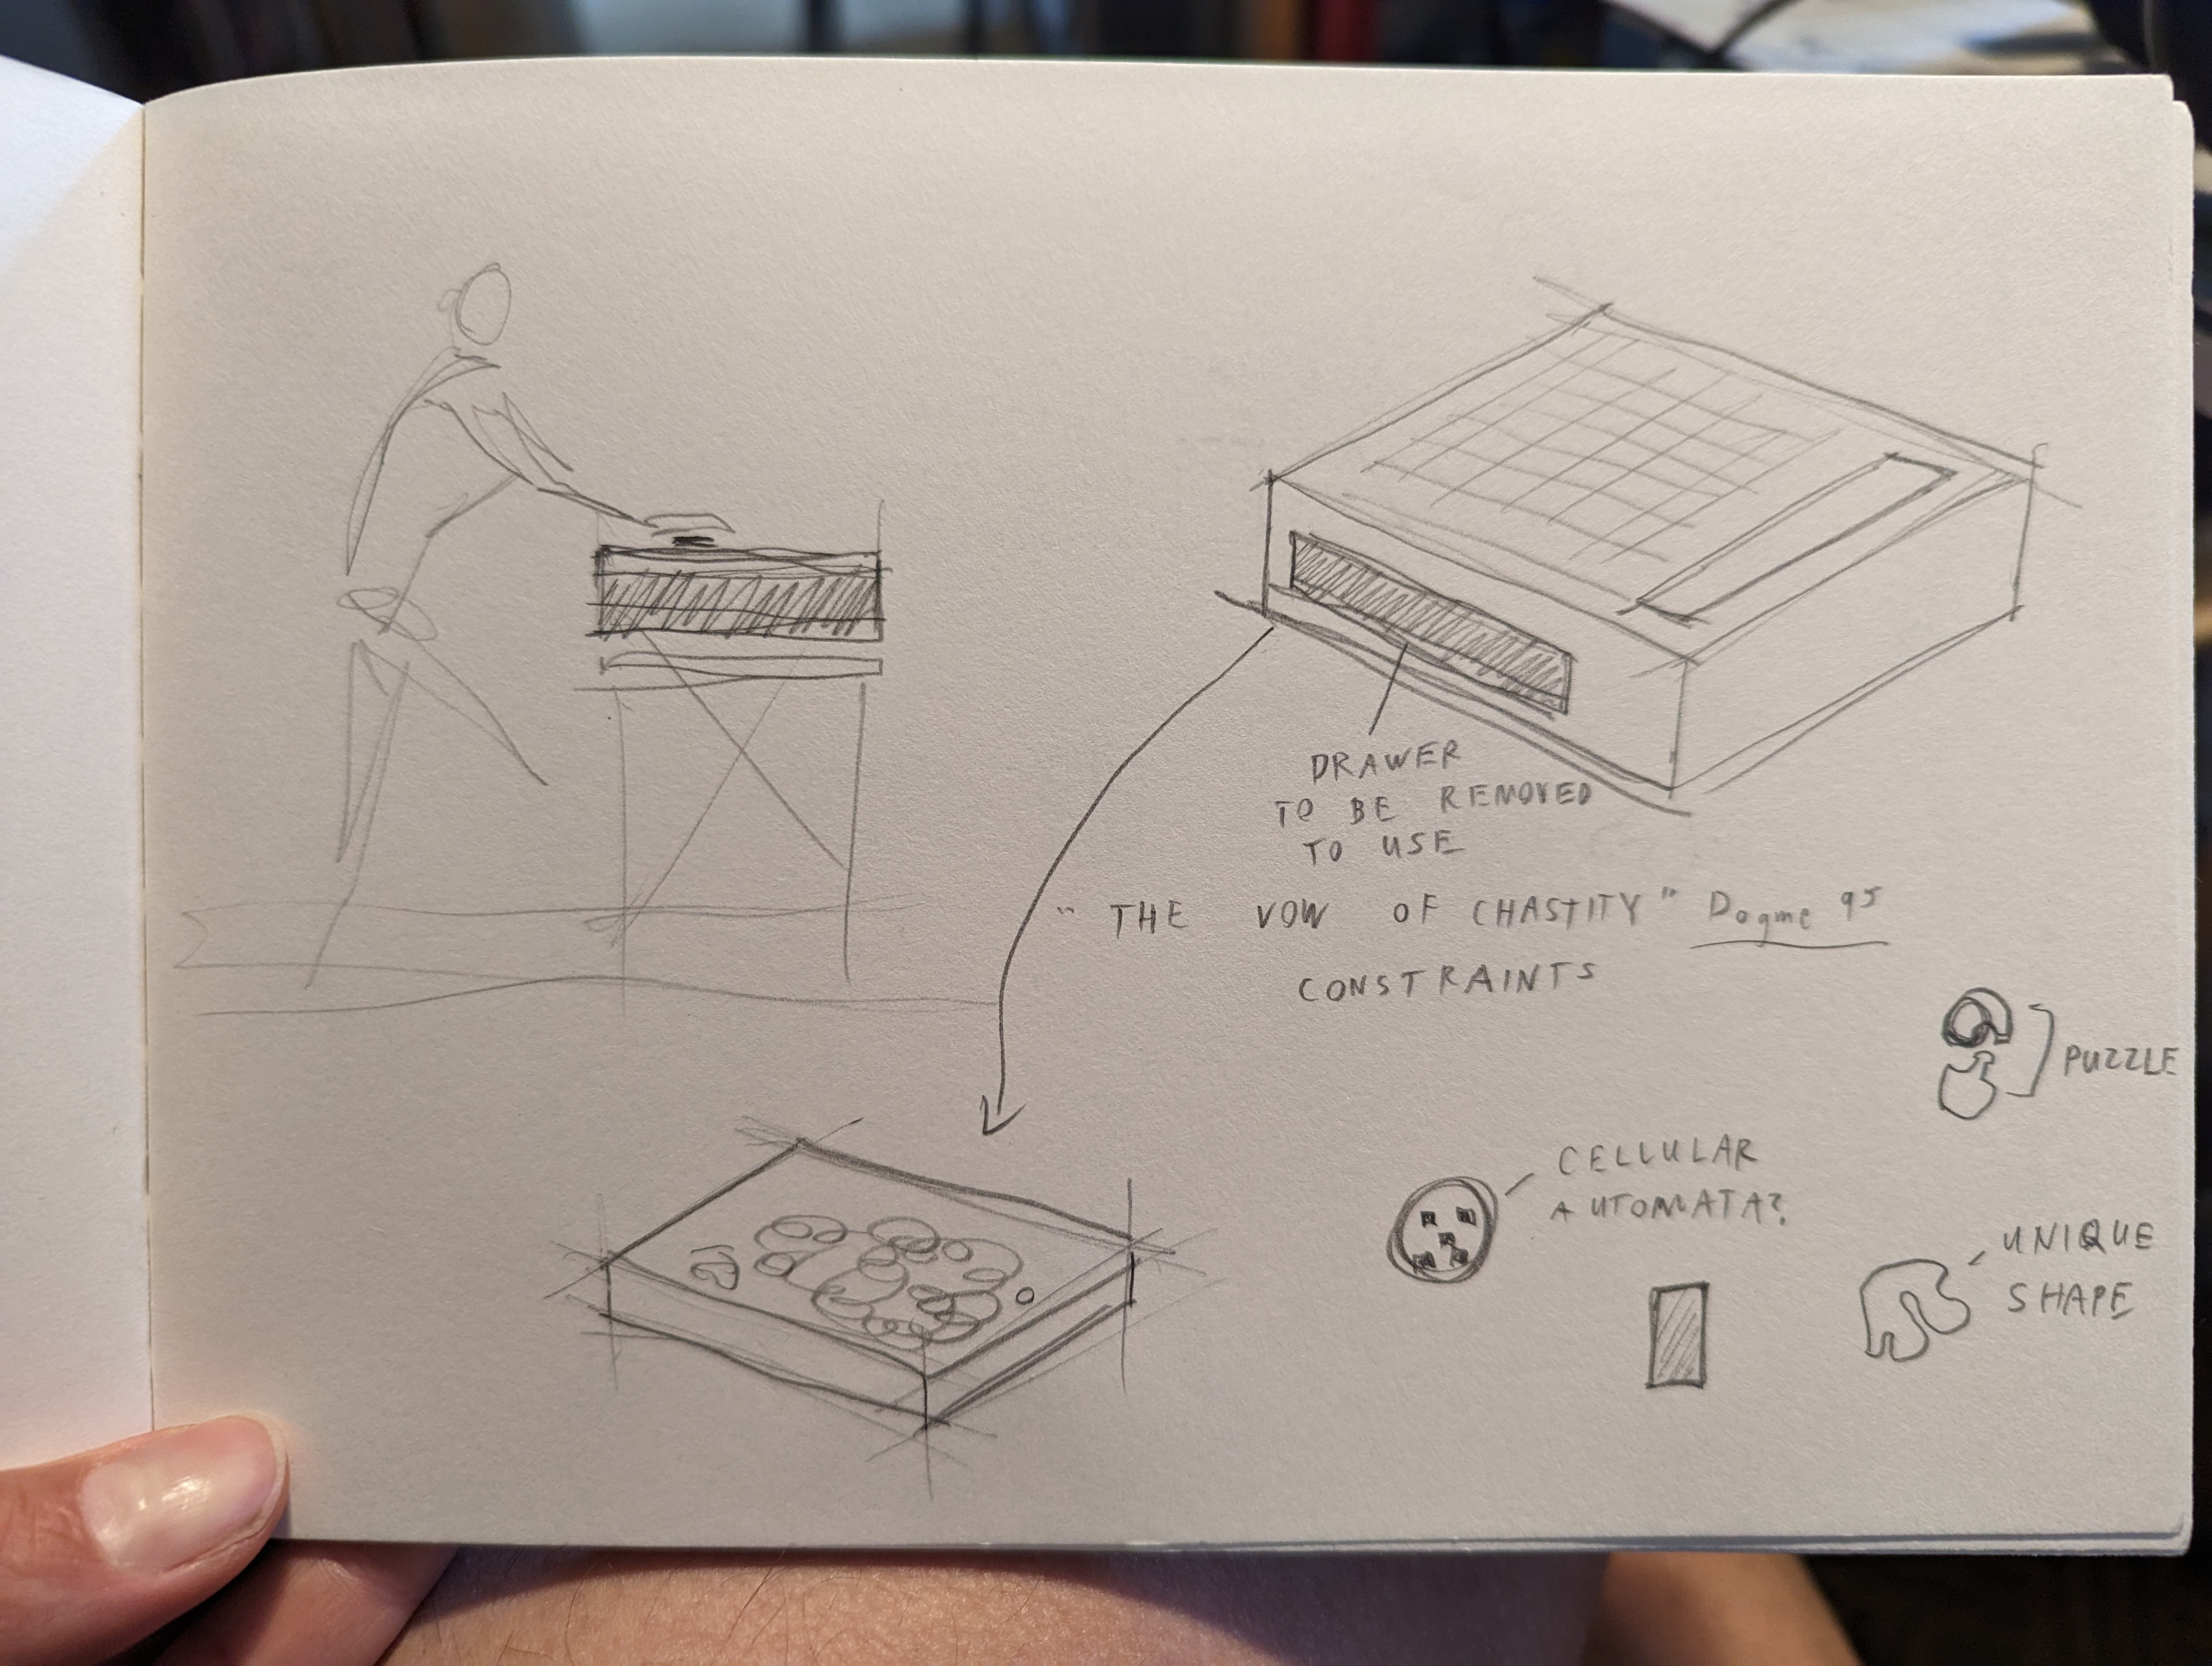 DRAWER
TO BE REMOVED
TO USE
"THE VOW OF CHASTITY" Dogme 95
CONSTRAINTS
PUZZLE
CELLULAR
AUTOMATA?
UNIQUE
SHAPE